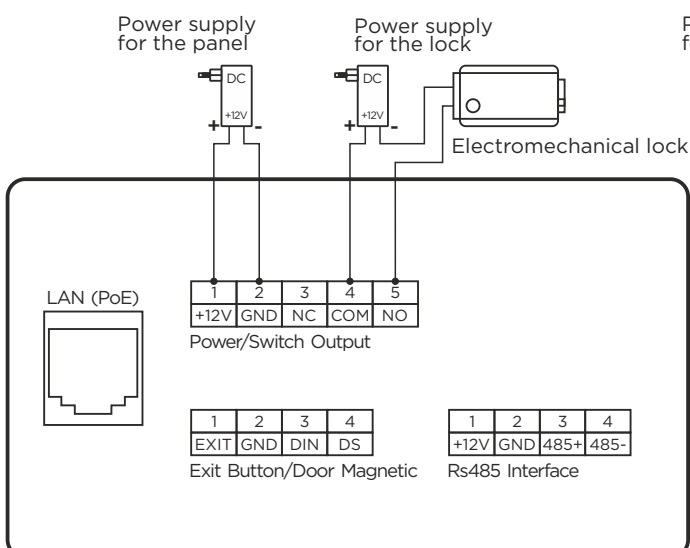 Power supply
for the panel
Power supply
for the lock
P
f
DC
+12V
+ -
DC
+12V
+ -
Electromechanical lock
LAN (PoE)
1 2 3 4 5
+12V GND NC COM NO
Power/Switch Output
1 2 3 4
EXIT GND DIN DS
Exit Button/Door Magnetic
1 2 3 4
+12V GND 485+ 485-
Rs485 Interface